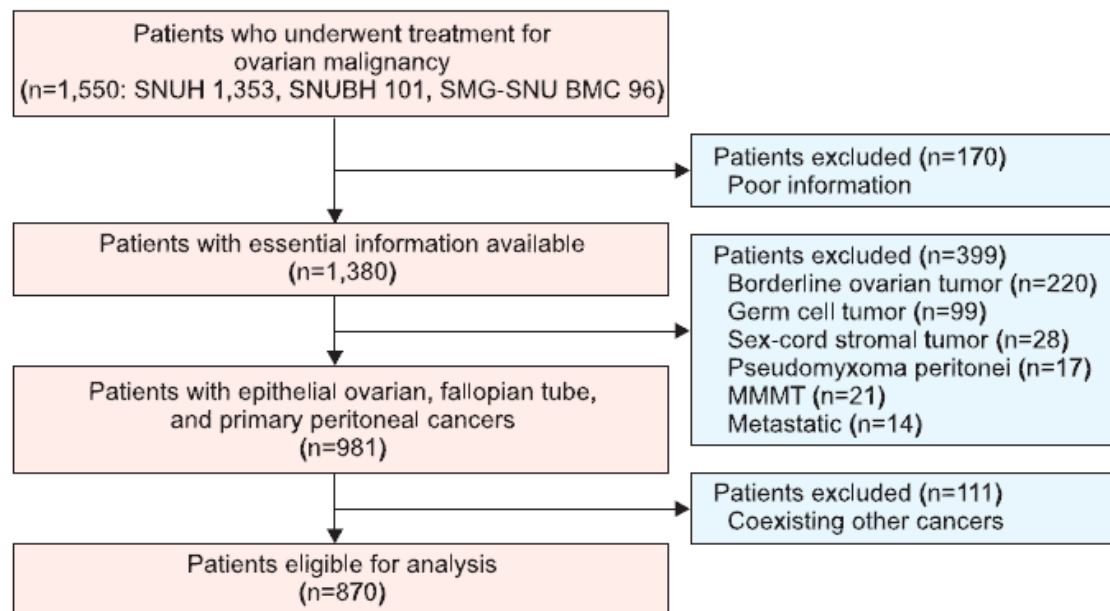 Patients who underwent treatment for
ovarian malignancy
(n=1,550: SNUH 1,353, SNUBH 101, SMG-SNU BMC 96)
Patients excluded (n=170)
Poor information
Patients with essential information available
(n=1,380)
Patients excluded (n=399)
Borderline ovarian tumor (n=220)
Germ cell tumor (n=99)
Sex-cord stromal tumor (n=28)
Pseudomyxoma peritonei (n=17)
MMMT (n=21)
Metastatic (n=14)
Patients with epithelial ovarian, fallopian tube,
and primary peritoneal cancers
(n=981)
Patients excluded (n=111)
Coexisting other cancers
Patients eligible for analysis
(n=870)